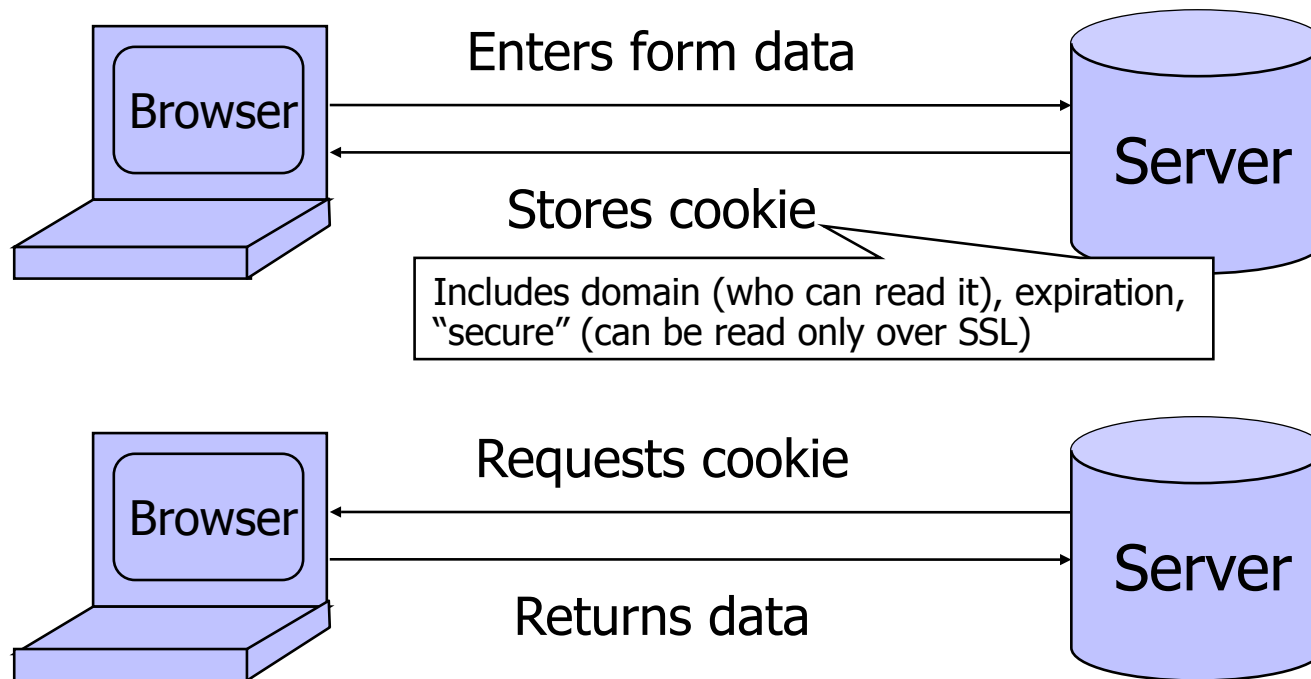 Enters form data
Browser
Server
Stores cookie
Includes domain (who can read it), expiration,
“secure” (can be read only over SSL)
Requests cookie
Browser
Server
Returns data